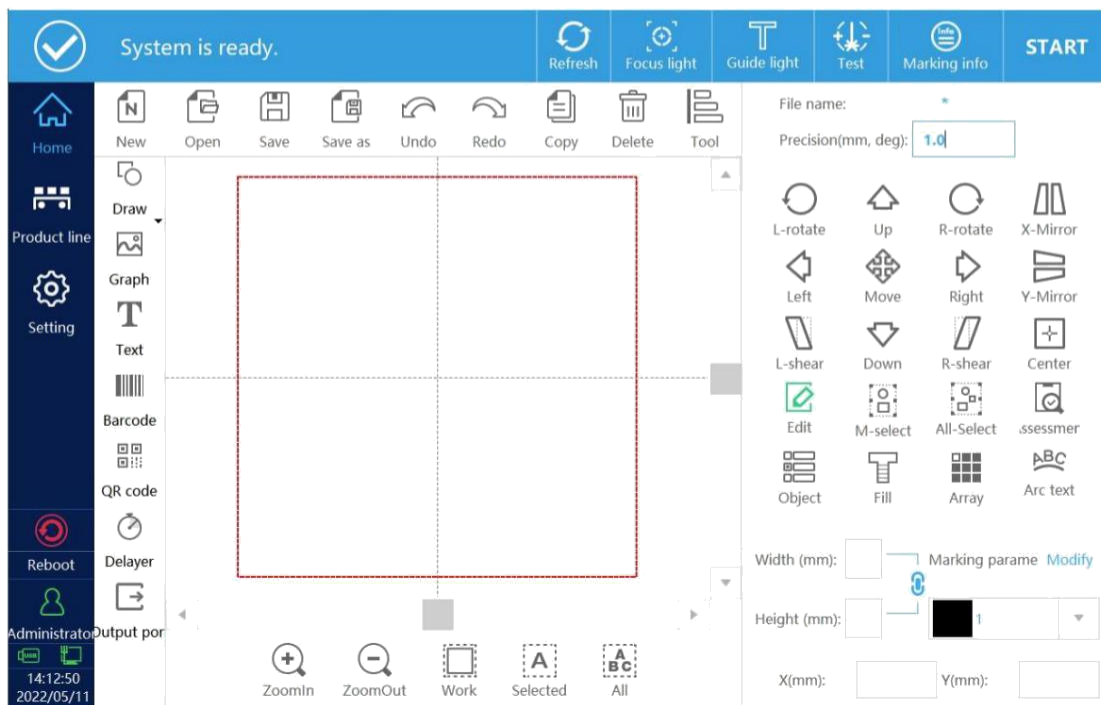 System is ready.
Refresh
Focus light
Guide light
Test
Info
Marking info
START
Home
Product line
Setting
Reboot
Administrator
USB
14:12:50
2022/05/11
N
New
Open
Save
Save as
Undo
Redo
Copy
Delete
Tool
Draw
Graph
T
Text
Barcode
QR code
Delayer
Output por
File name: *
Precision(mm, deg): 1.0
L-rotate
Up
R-rotate
X-Mirror
Left
Move
Right
Y-Mirror
L-shear
Down
R-shear
Center
Edit
M-select
All-Select
ssessmer
Object
Fill
Array
ABC
Arc text
Width (mm):
Marking parame Modify
Height (mm):
1
X(mm):
Y(mm):
ZoomIn
ZoomOut
Work
A
Selected
A
B C
All